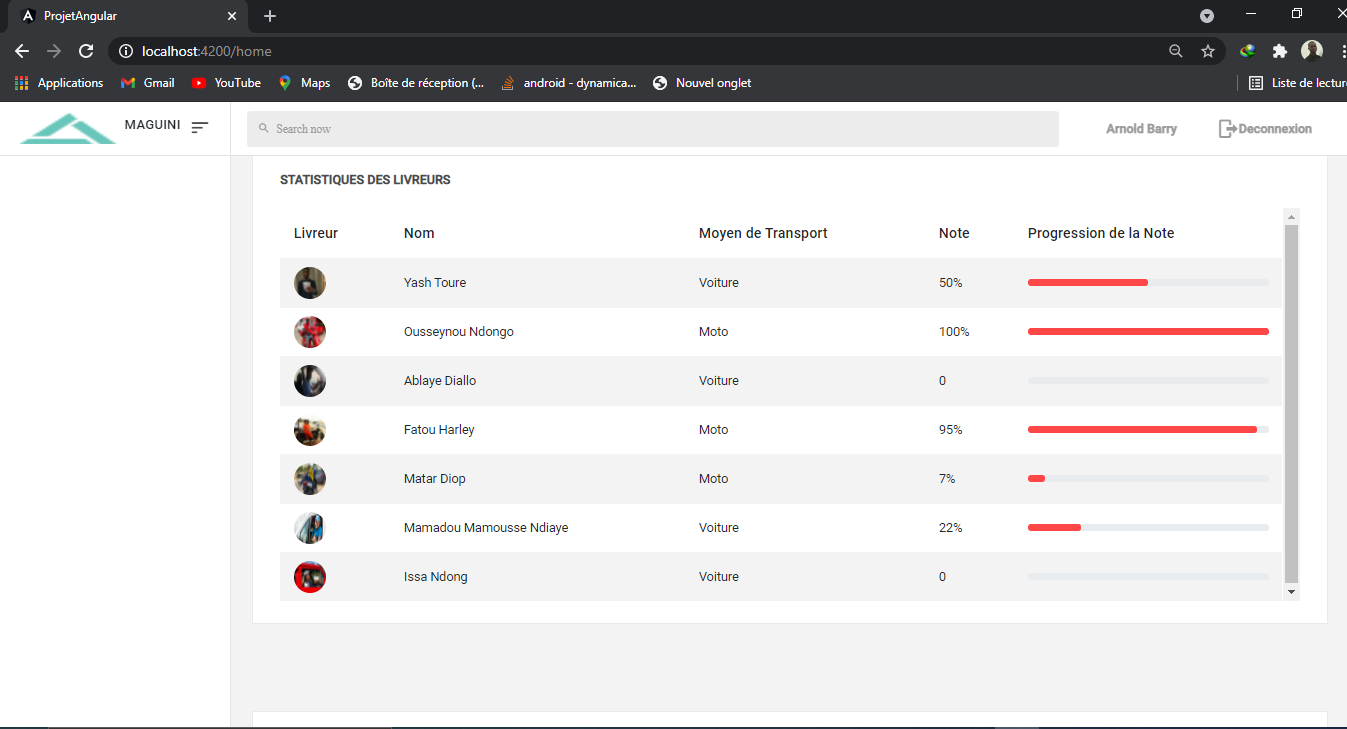 ProjetAngular
localhost:4200/home
Applications Gmail YouTube Maps Boîte de réception (... android - dynamica... Nouvel onglet Liste de lectur
MAGUINI Search now Arnold Barry Deconnexion
STATISTIQUES DES LIVREURS
Livreur Nom Moyen de Transport Note Progression de la Note
Yash Toure Voiture 50%
Ousseynou Ndongo Moto 100%
Ablaye Diallo Voiture 0
Fatou Harley Moto 95%
Matar Diop Moto 7%
Mamadou Mamousse Ndiaye Voiture 22%
Issa Ndong Voiture 0